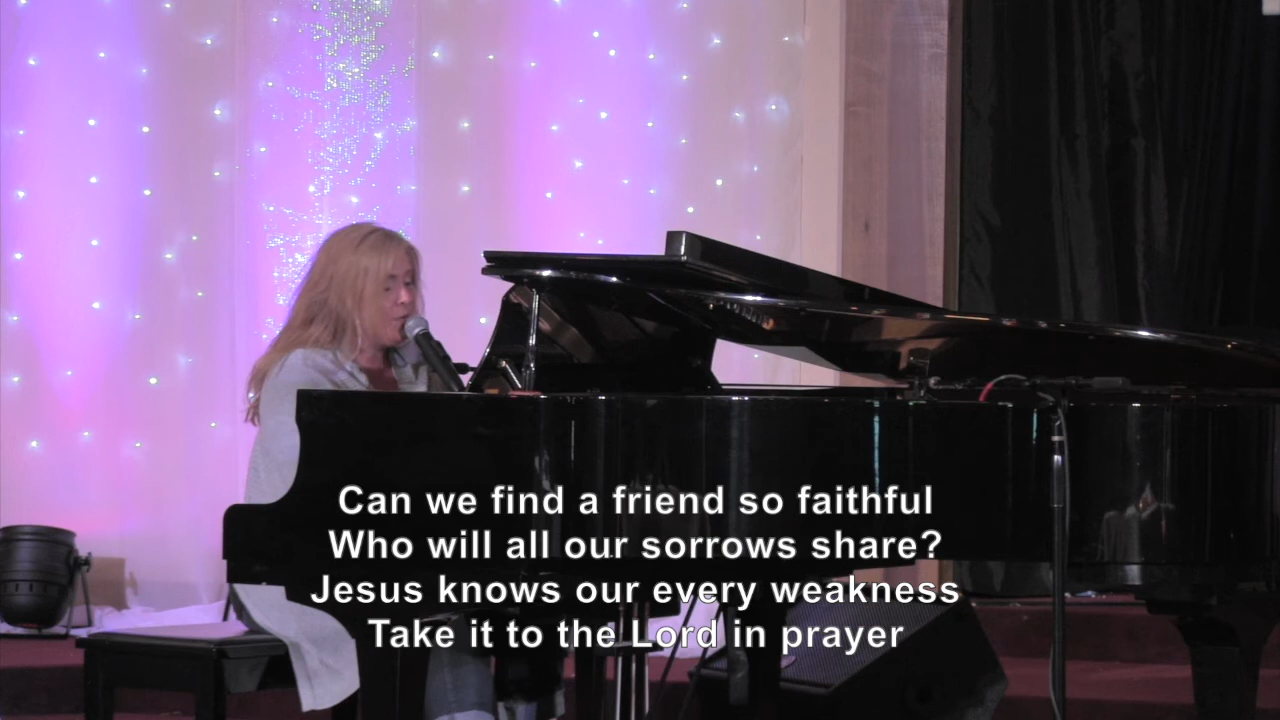 Can we find a friend so faithful
Who will all our sorrows share?
Jesus knows our every weakness
Take it to the Lord in prayer